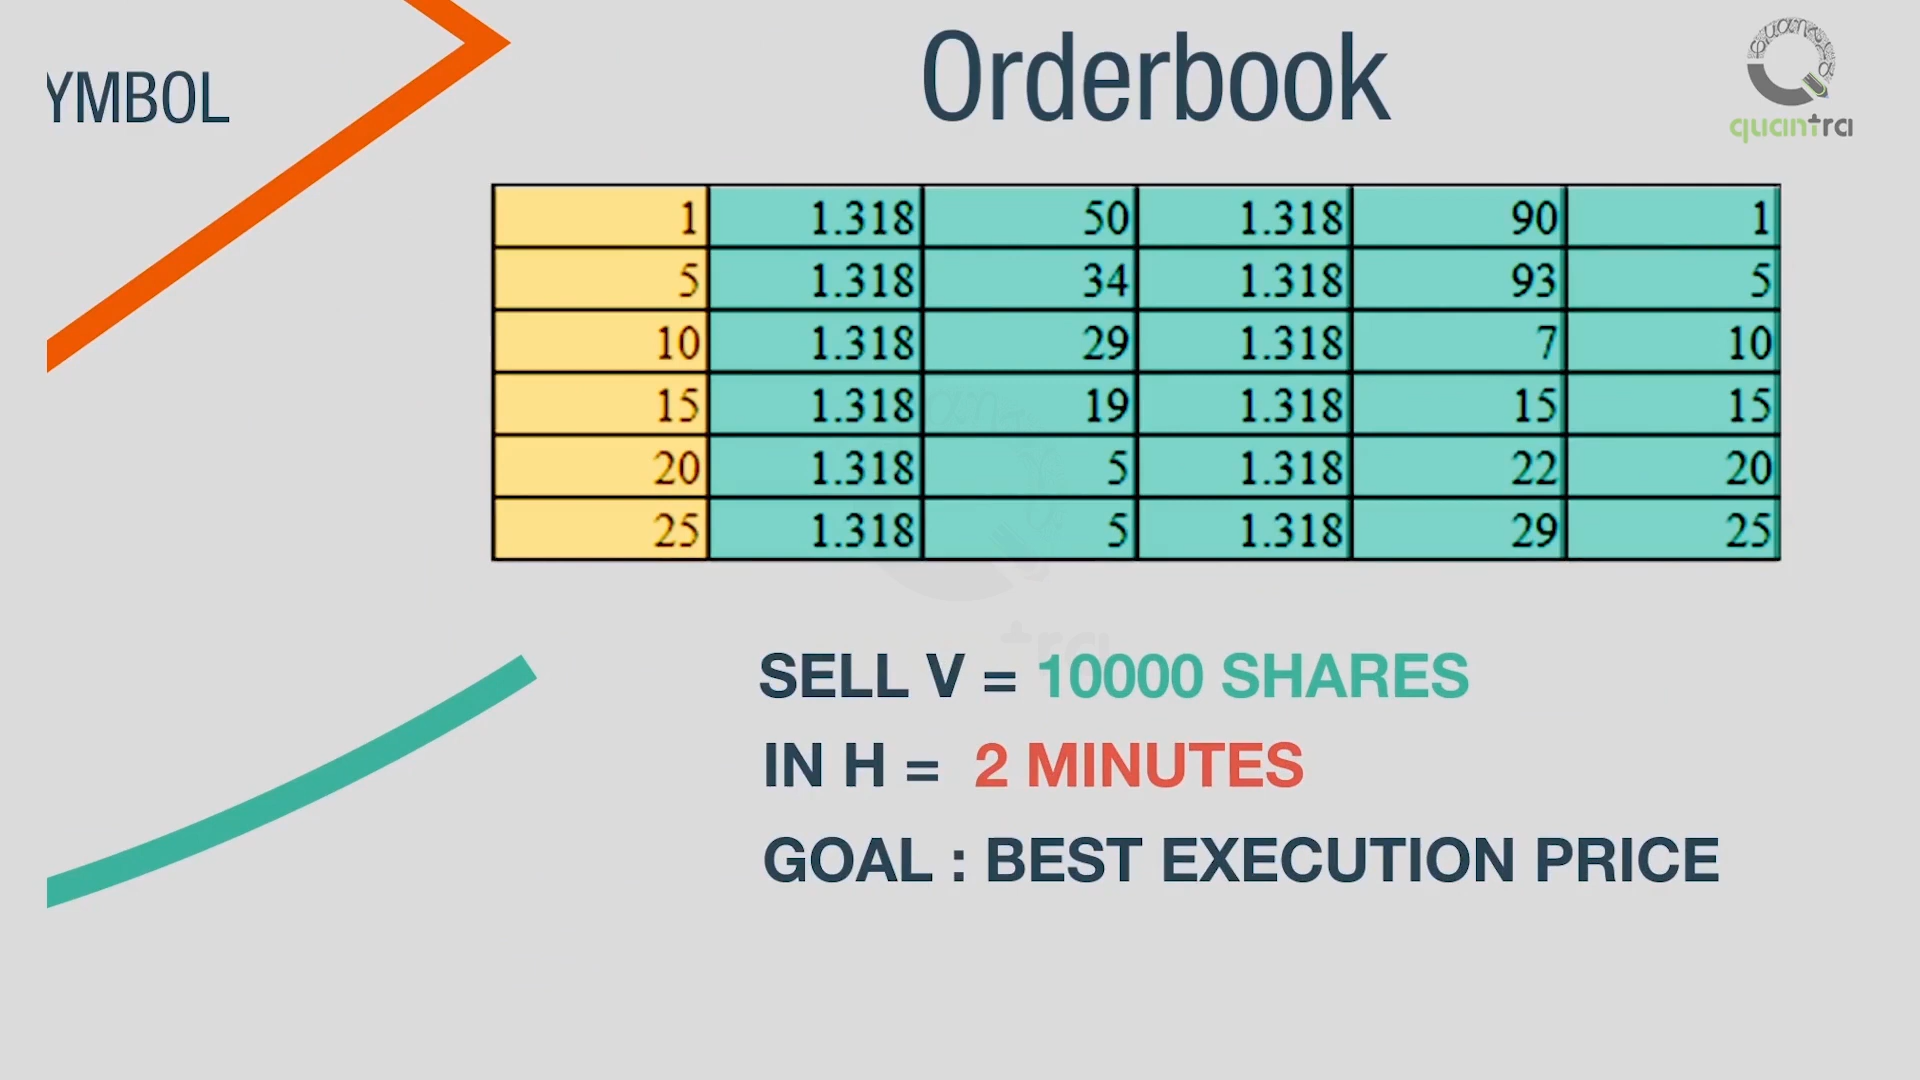 YMBOL
Orderbook
quantra
1 1.318 50 1.318 90 1
5 1.318 34 1.318 93 5
10 1.318 29 1.318 7 10
15 1.318 19 1.318 15 15
20 1.318 5 1.318 22 20
25 1.318 5 1.318 29 25
SELL V = 10000 SHARES
IN H = 2 MINUTES
GOAL : BEST EXECUTION PRICE